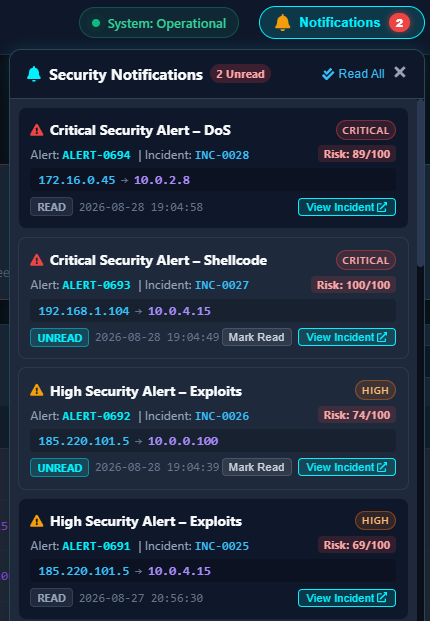 System: Operational
Notifications 2
Security Notifications 2 Unread Read All
Critical Security Alert – DoS CRITICAL
Alert: ALERT-0694 | Incident: INC-0028 Risk: 89/100
172.16.0.45 → 10.0.2.8
READ 2026-08-28 19:04:58 View Incident
Critical Security Alert – Shellcode CRITICAL
Alert: ALERT-0693 | Incident: INC-0027 Risk: 100/100
192.168.1.104 → 10.0.4.15
UNREAD 2026-08-28 19:04:49 Mark Read View Incident
High Security Alert – Exploits HIGH
Alert: ALERT-0692 | Incident: INC-0026 Risk: 74/100
185.220.101.5 → 10.0.0.100
UNREAD 2026-08-28 19:04:39 Mark Read View Incident
High Security Alert – Exploits HIGH
Alert: ALERT-0691 | Incident: INC-0025 Risk: 69/100
185.220.101.5 → 10.0.4.15
READ 2026-08-27 20:56:30 View Incident